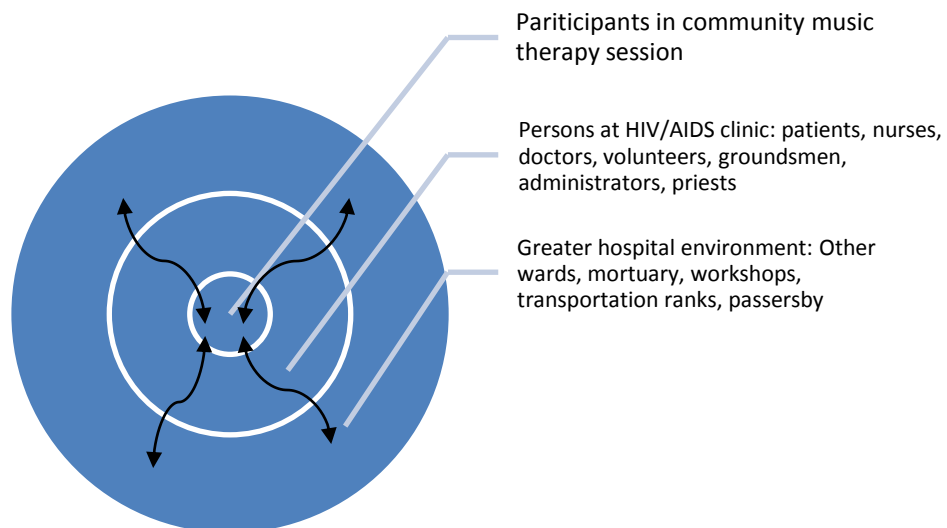 Pariticipants in community music
therapy session
Persons at HIV/AIDS clinic: patients, nurses,
doctors, volunteers, groundsmen,
administrators, priests
Greater hospital environment: Other
wards, mortuary, workshops,
transportation ranks, passersby